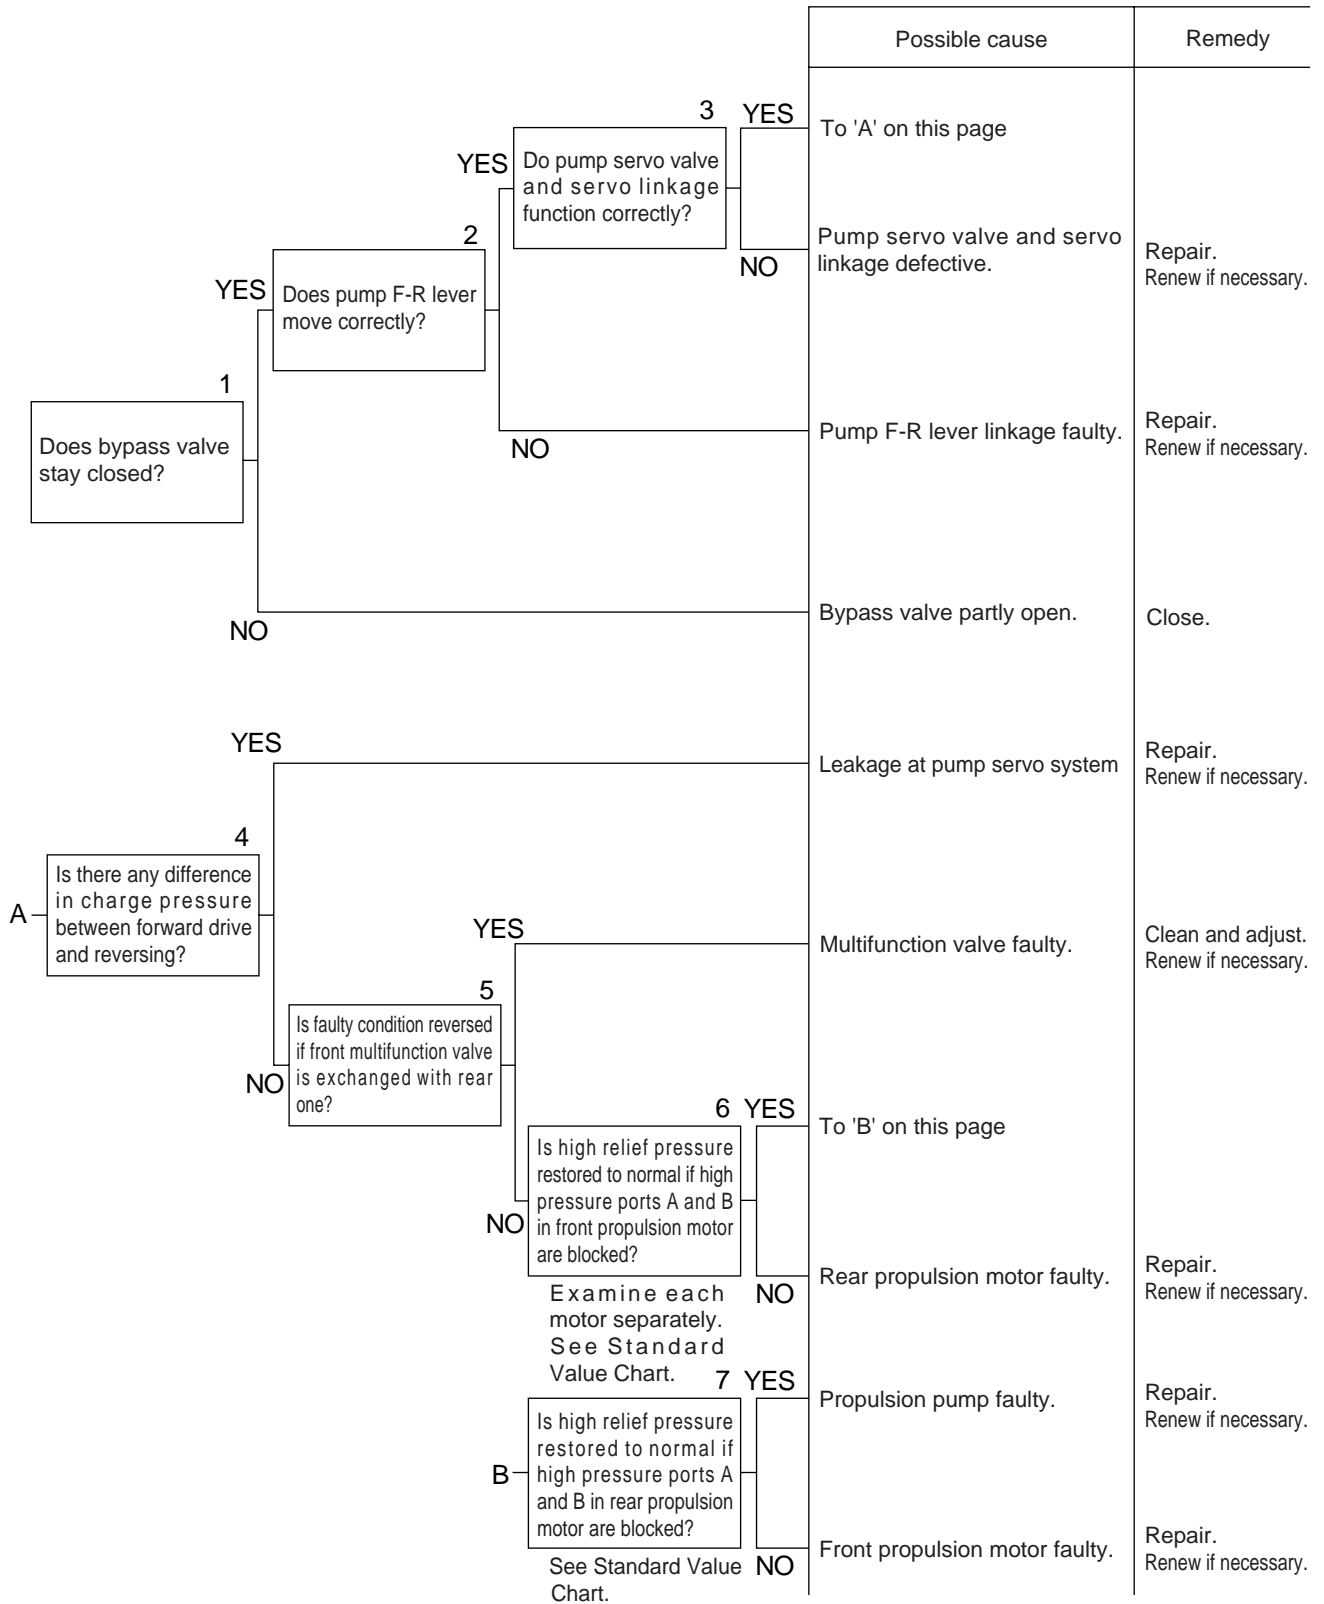 Possible cause
Remedy
3
YES
To 'A' on this page
YES
Do pump servo valve
and servo linkage
function correctly?
2
Pump servo valve and servo
linkage defective.
NO
Repair.
Renew if necessary.
YES
Does pump F-R lever
move correctly?
1
Does bypass valve
stay closed?
NO
Pump F-R lever linkage faulty.
Repair.
Renew if necessary.
NO
Bypass valve partly open.
Close.
YES
Leakage at pump servo system
Repair.
Renew if necessary.
4
A
Is there any difference
in charge pressure
between forward drive
and reversing?
YES
Multifunction valve faulty.
Clean and adjust.
Renew if necessary.
5
NO
Is faulty condition reversed
if front multifunction valve
is exchanged with rear
one?
6
YES
To 'B' on this page
NO
Is high relief pressure
restored to normal if high
pressure ports A and B
in front propulsion motor
are blocked?
NO
Rear propulsion motor faulty.
Repair.
Renew if necessary.
Examine each
motor separately.
See Standard
Value Chart.
7
YES
Propulsion pump faulty.
Repair.
Renew if necessary.
B
Is high relief pressure
restored to normal if
high pressure ports A
and B in rear propulsion
motor are blocked?
NO
Front propulsion motor faulty.
Repair.
Renew if necessary.
See Standard Value
Chart.